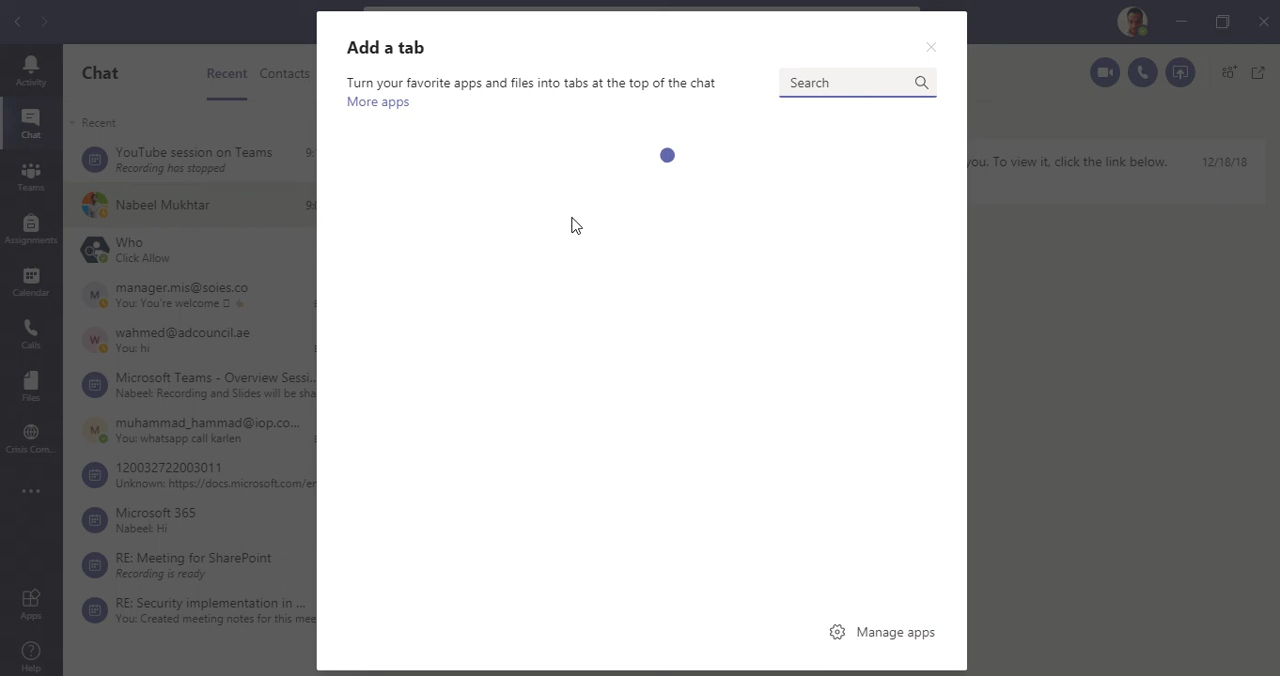 Activity
Chat
Teams
Assignments
Calendar
Calls
Files
Crisis Com...
Apps
Help
Chat
Recent
Contacts
Recent
YouTube session on Teams
Recording has stopped
Nabeel Mukhtar
Who
Click Allow
manager.mis@soies.co
You: You're welcome
wahmed@adcouncil.ae
You: hi
Microsoft Teams - Overview Sessi...
Nabeel: Recording and Slides will be sha
muhammad_hammad@iop.co...
You: whatsapp call karlen
120032722003011
Unknown: https://docs.microsoft.com/er
Microsoft 365
Nabeel: Hi
RE: Meeting for SharePoint
Recording is ready
RE: Security implementation in ...
You: Created meeting notes for this mee
Add a tab
Turn your favorite apps and files into tabs at the top of the chat
More apps
Search
Manage apps
you. To view it, click the link below.
12/18/18